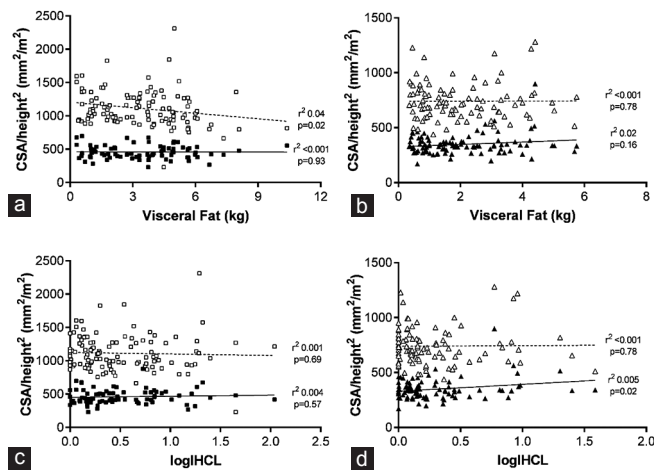 2500
2000
1500
1000
500
0
CSA/height² (mm²/m²)
0 3 6 9 12
Visceral Fat (kg)
r² 0.04
p=0.02
r² <0.001
p=0.93
a
1500
1000
500
0
CSA/height² (mm²/m²)
0 2 4 6 8
Visceral Fat (kg)
r² <0.001
p=0.78
r² 0.02
p=0.16
b
2500
2000
1500
1000
500
0
CSA/height² (mm²/m²)
0.0 0.5 1.0 1.5 2.0 2.5
logIHCL
r² 0.001
p=0.69
r² 0.004
p=0.57
c
1500
1000
500
0
CSA/height² (mm²/m²)
0.0 0.5 1.0 1.5 2.0
logIHCL
r² <0.001
p=0.78
r² 0.005
p=0.02
d